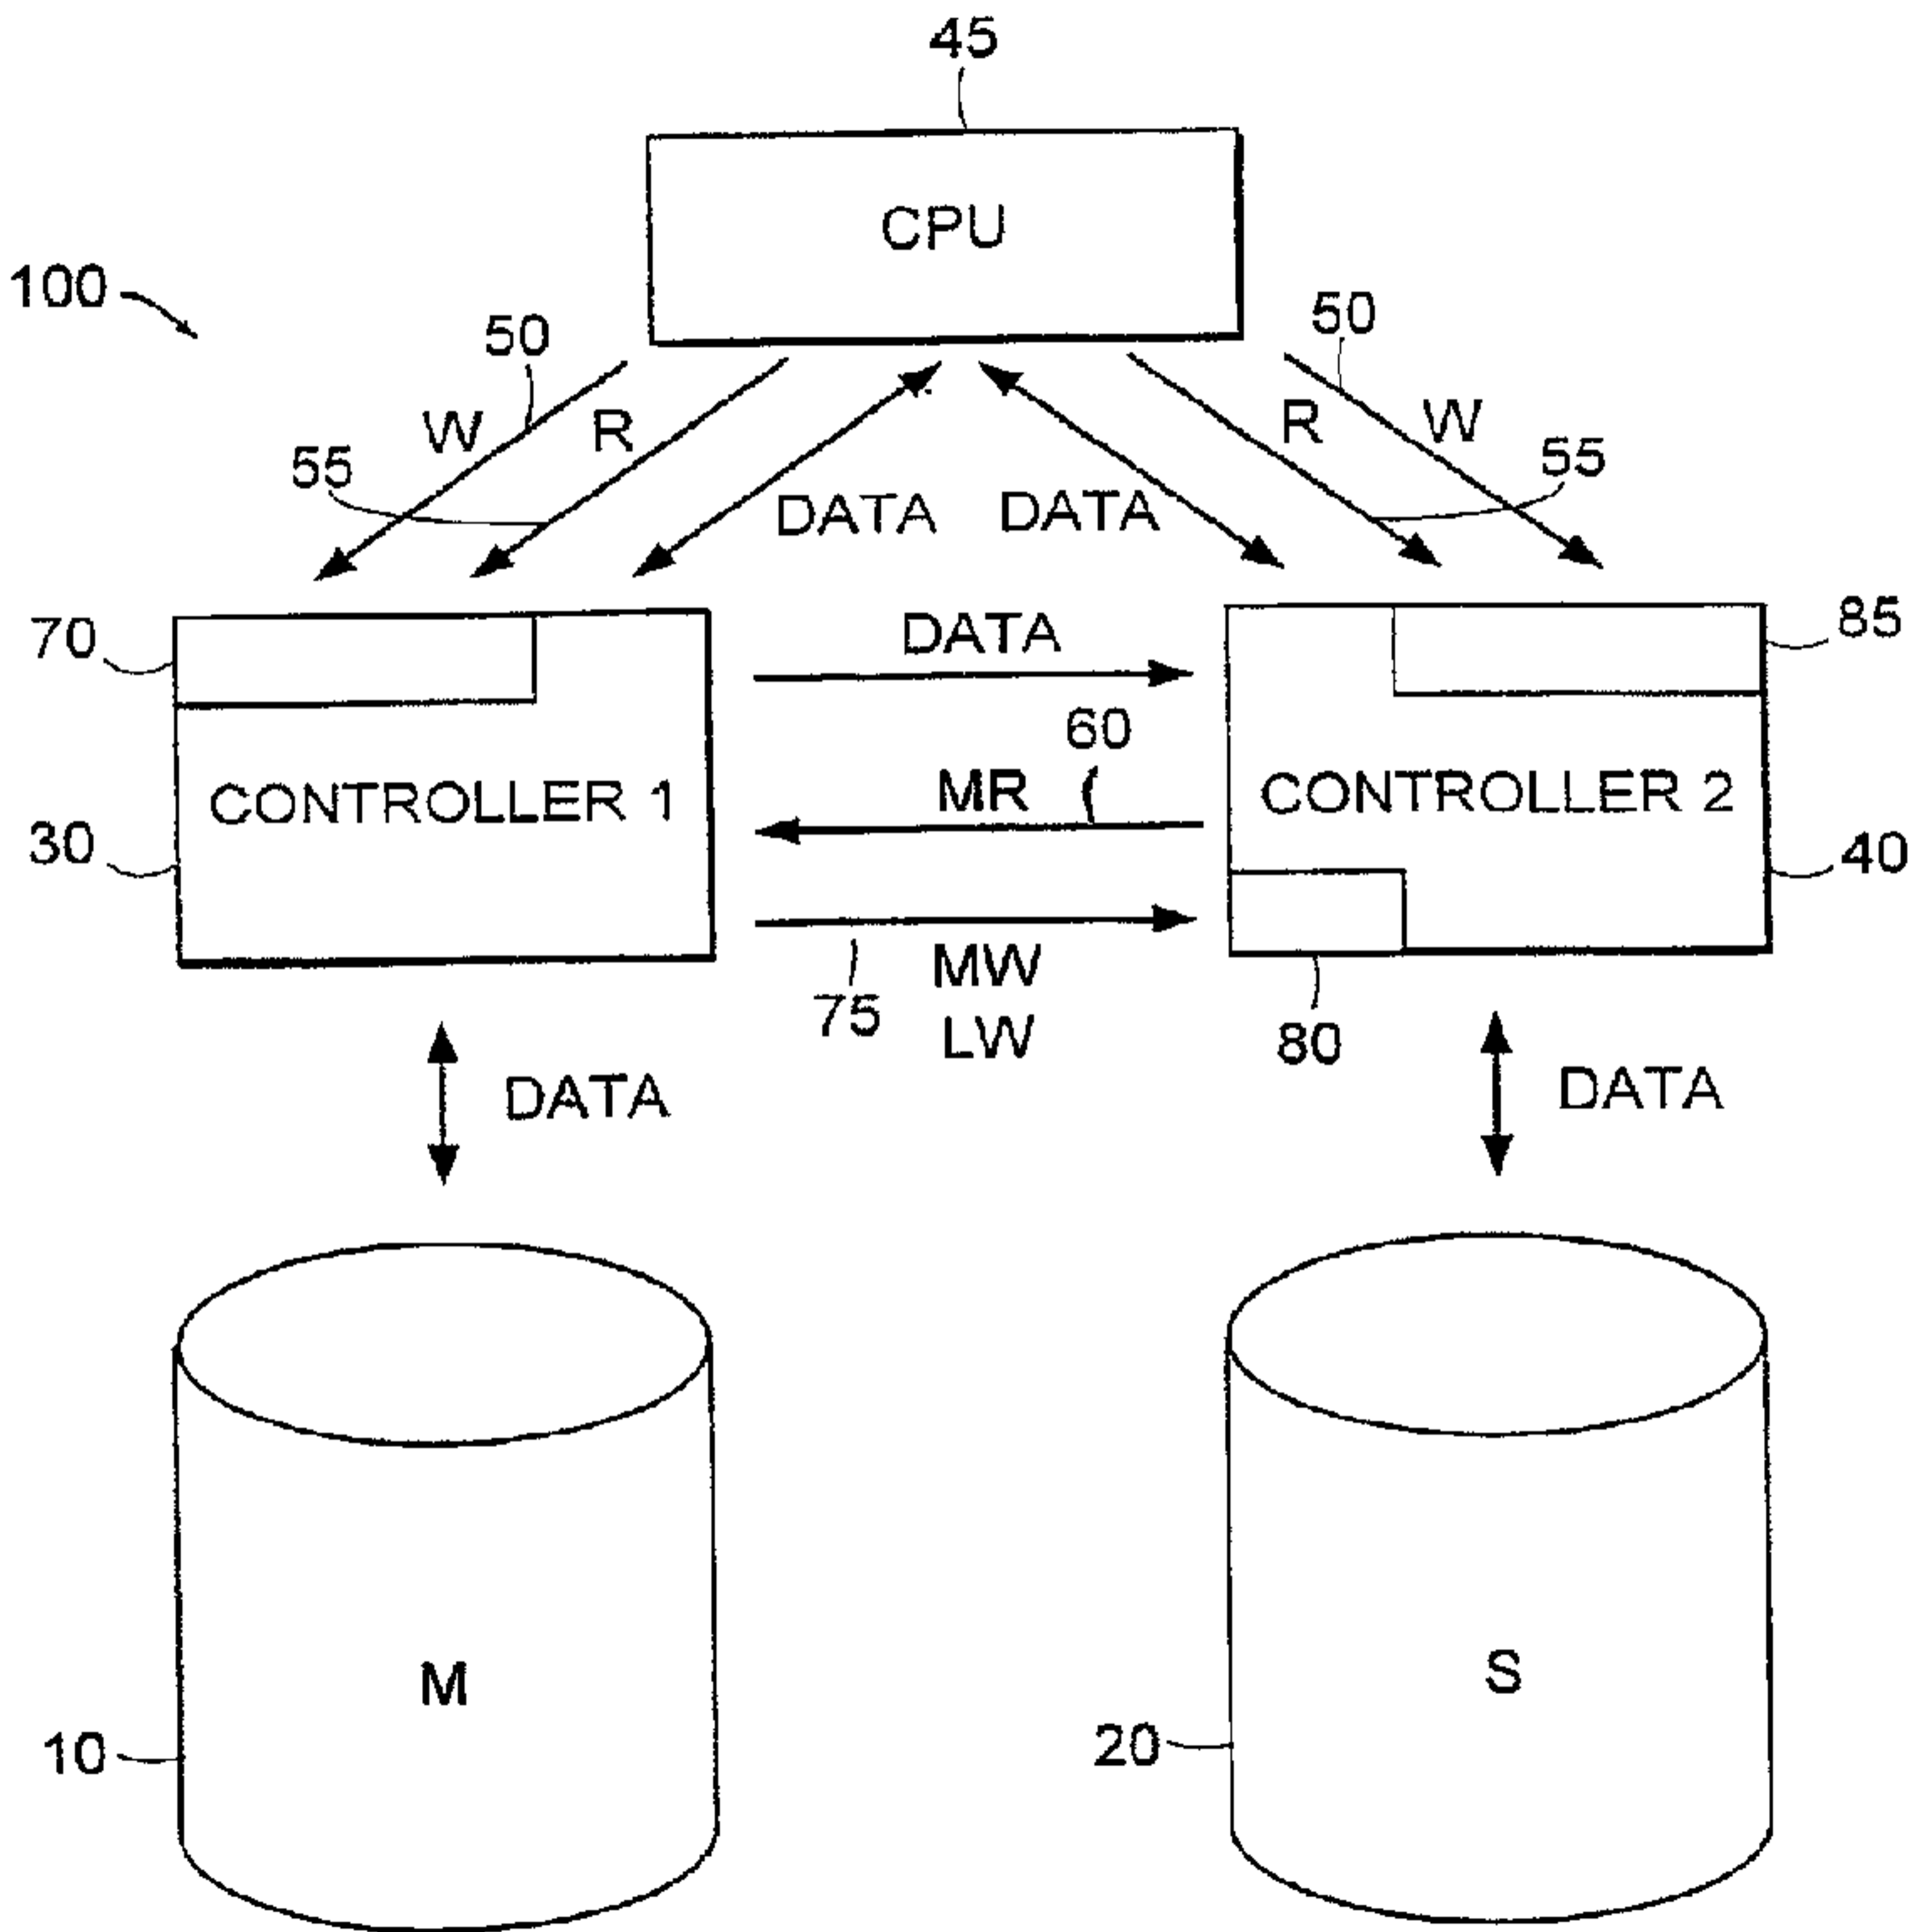 45
CPU
100
50
50
W
R
R
W
55
55
DATA
DATA
70
DATA
85
60
CONTROLLER 1
MR
CONTROLLER 2
30
40
75
MW
LW
80
DATA
DATA
M
S
10
20